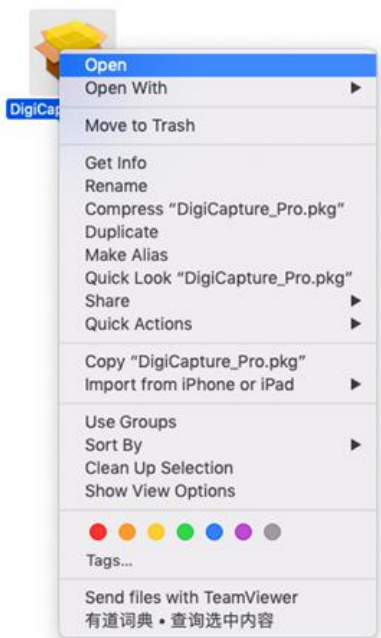 DigiCap
Open
Open With
Move to Trash
Get Info
Rename
Compress “DigiCapture_Pro.pkg”
Duplicate
Make Alias
Quick Look “DigiCapture_Pro.pkg”
Share
Quick Actions
Copy “DigiCapture_Pro.pkg”
Import from iPhone or iPad
Use Groups
Sort By
Clean Up Selection
Show View Options
Tags...
Send files with TeamViewer
有道词典 • 查询选中内容